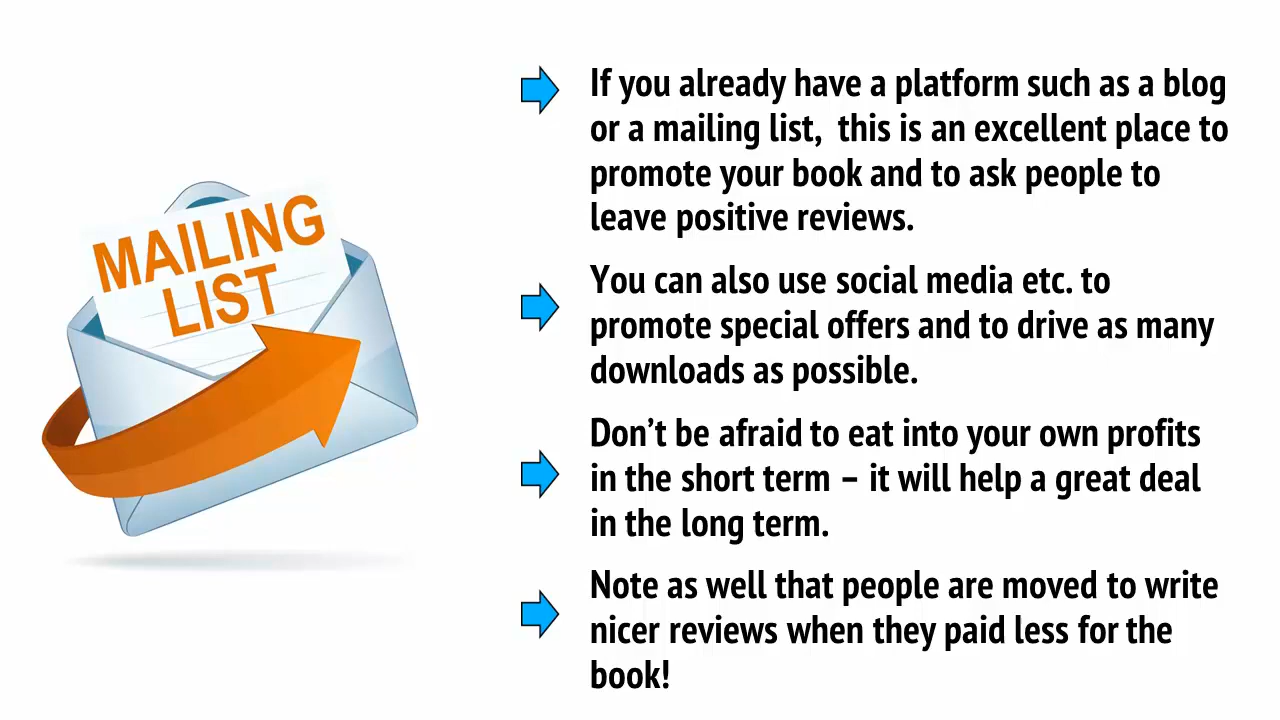 MAILING
LIST
If you already have a platform such as a blog
or a mailing list,  this is an excellent place to
promote your book and to ask people to
leave positive reviews.
You can also use social media etc. to
promote special offers and to drive as many
downloads as possible.
Don’t be afraid to eat into your own profits
in the short term – it will help a great deal
in the long term.
Note as well that people are moved to write
nicer reviews when they paid less for the
book!